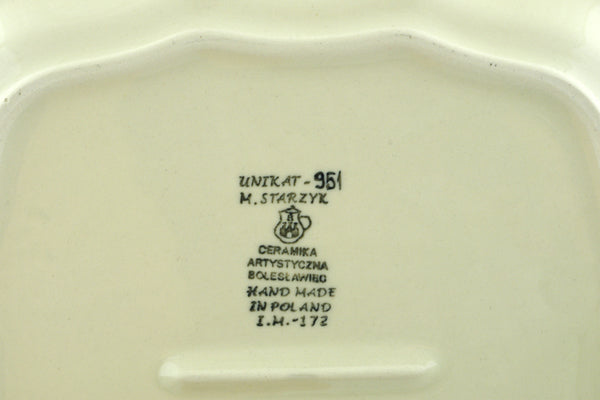 UNIKAT-951
M. STARZYK
CERAMIKA
ARTYSTYCZNA
BOLESŁAWIEC
HAND MADE
IN POLAND
I.M.-172